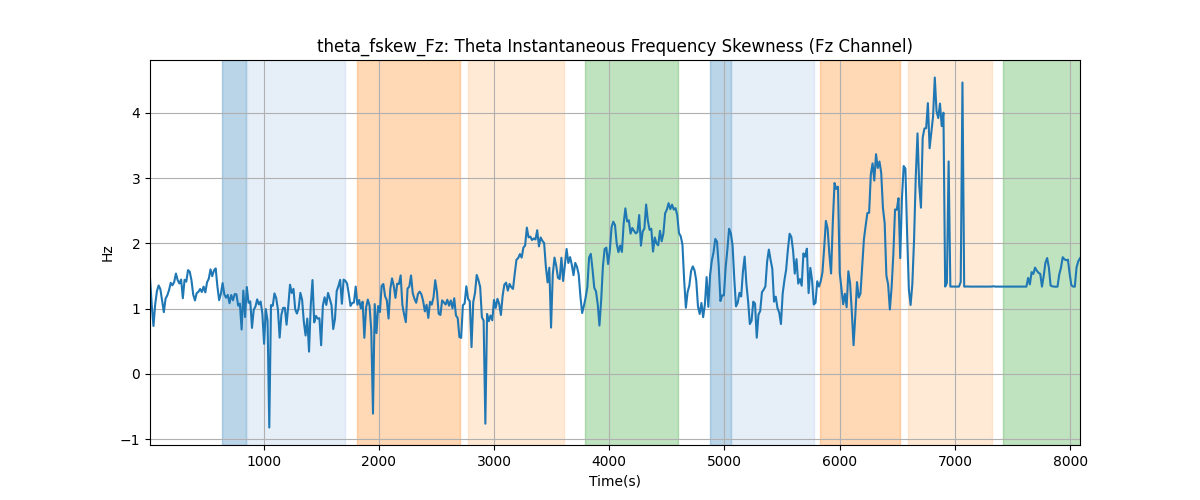 theta_fskew_Fz: Theta Instantaneous Frequency Skewness (Fz Channel)
4
3
2
1
0
−1
Hz
1000 2000 3000 4000 5000 6000 7000 8000
Time(s)